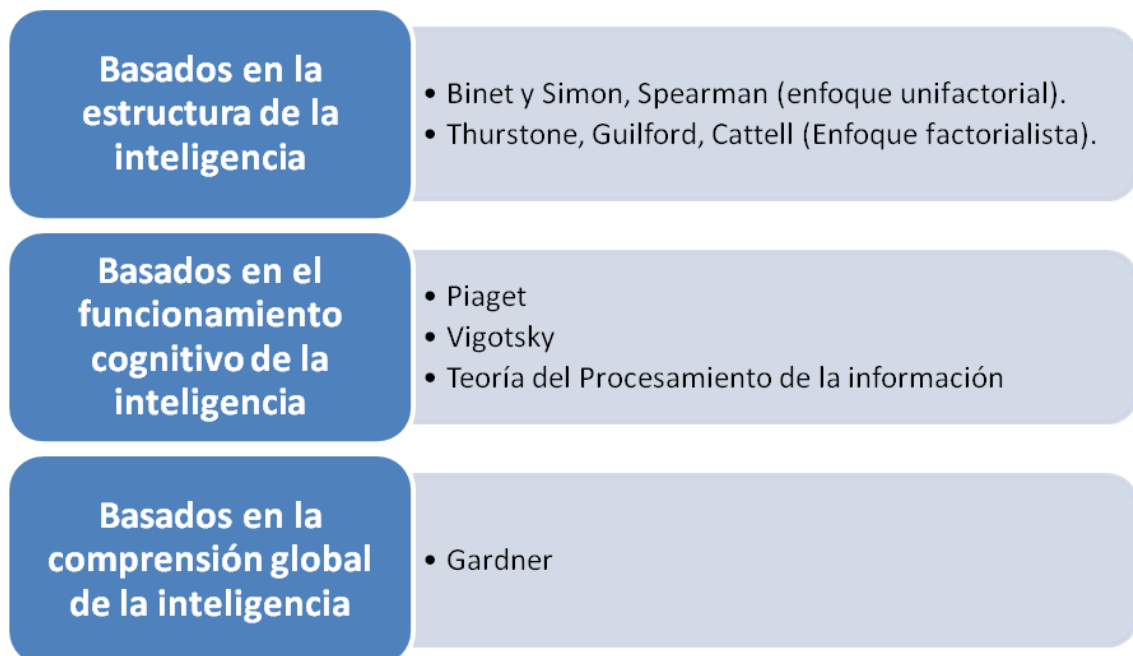 Basados en la
estructura de la
inteligencia
• Binet y Simon, Spearman (enfoque unifactorial).
• Thurstone, Guilford, Cattell (Enfoque factorialista).
Basados en el
funcionamiento
cognitivo de la
inteligencia
• Piaget
• Vigotsky
• Teoría del Procesamiento de la información
Basados en la
comprensión global
de la inteligencia
• Gardner